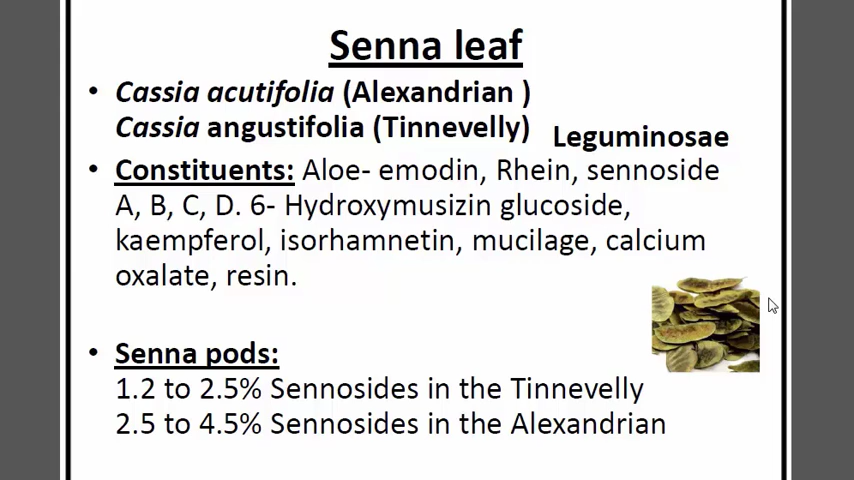 Senna leaf
• Cassia acutifolia (Alexandrian )
Cassia angustifolia (Tinnevelly) Leguminosae
• Constituents: Aloe- emodin, Rhein, sennoside
A, B, C, D. 6- Hydroxymusizin glucoside,
kaempferol, isorhamnetin, mucilage, calcium
oxalate, resin.
• Senna pods:
1.2 to 2.5% Sennosides in the Tinnevelly
2.5 to 4.5% Sennosides in the Alexandrian